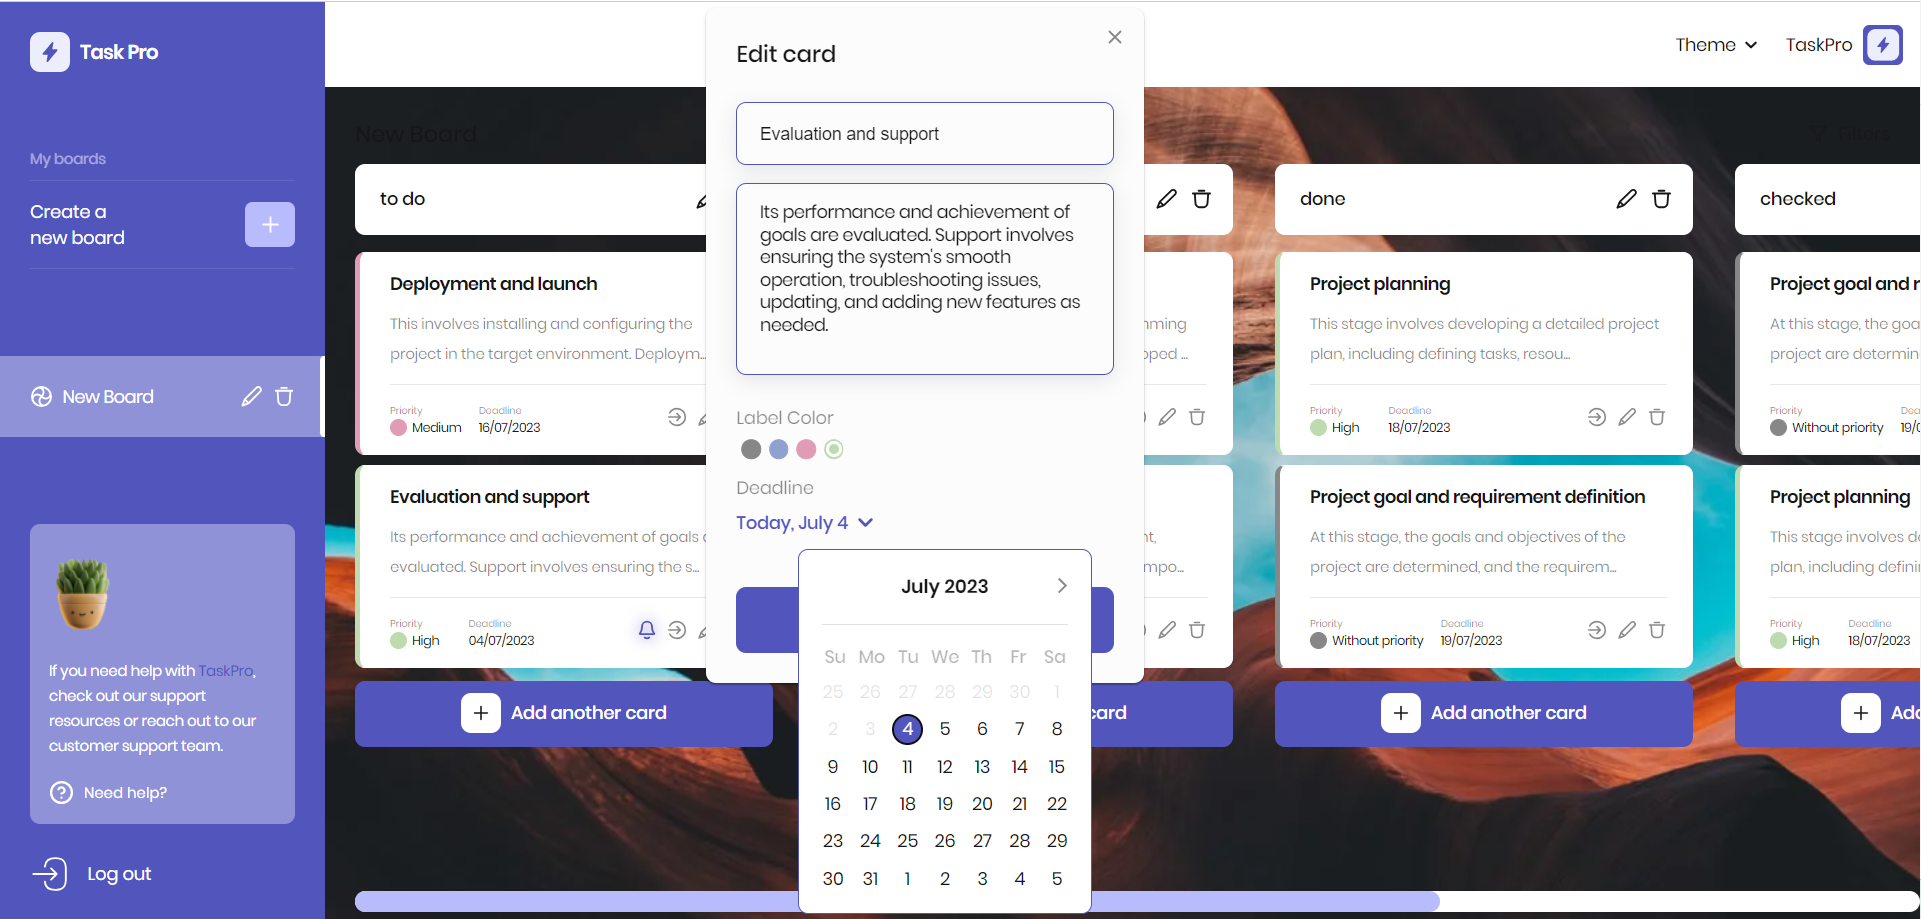 Task Pro
My boards
Create a
new board
New Board
If you need help with TaskPro,
check out our support
resources or reach out to our
customer support team.
Need help?
Log out
Theme
TaskPro
New Board
Filters
to do
Deployment and launch
This involves installing and configuring the
project in the target environment. Deploym...
Priority
Deadline
Medium
16/07/2023
Evaluation and support
Its performance and achievement of goals
evaluated. Support involves ensuring the s...
Priority
Deadline
High
04/07/2023
Add another card
Edit card
Evaluation and support
Its performance and achievement of
goals are evaluated. Support involves
ensuring the system's smooth
operation, troubleshooting issues,
updating, and adding new features as
needed.
Label Color
Deadline
Today, July 4
July 2023
Su Mo Tu We Th Fr Sa
25 26 27 28 29 30 1
2 3 4 5 6 7 8
9 10 11 12 13 14 15
16 17 18 19 20 21 22
23 24 25 26 27 28 29
30 31 1 2 3 4 5
card
done
Project planning
This stage involves developing a detailed project
plan, including defining tasks, resou...
Priority
Deadline
High
18/07/2023
Project goal and requirement definition
At this stage, the goals and objectives of the
project are determined, and the requirem...
Priority
Deadline
Without priority
19/07/2023
Add another card
checked
Project goal and
At this stage, the
project are
Priority
Without priority
Project planning
This stage involves
plan, including
Priority
Deadline
High
18/07/2023